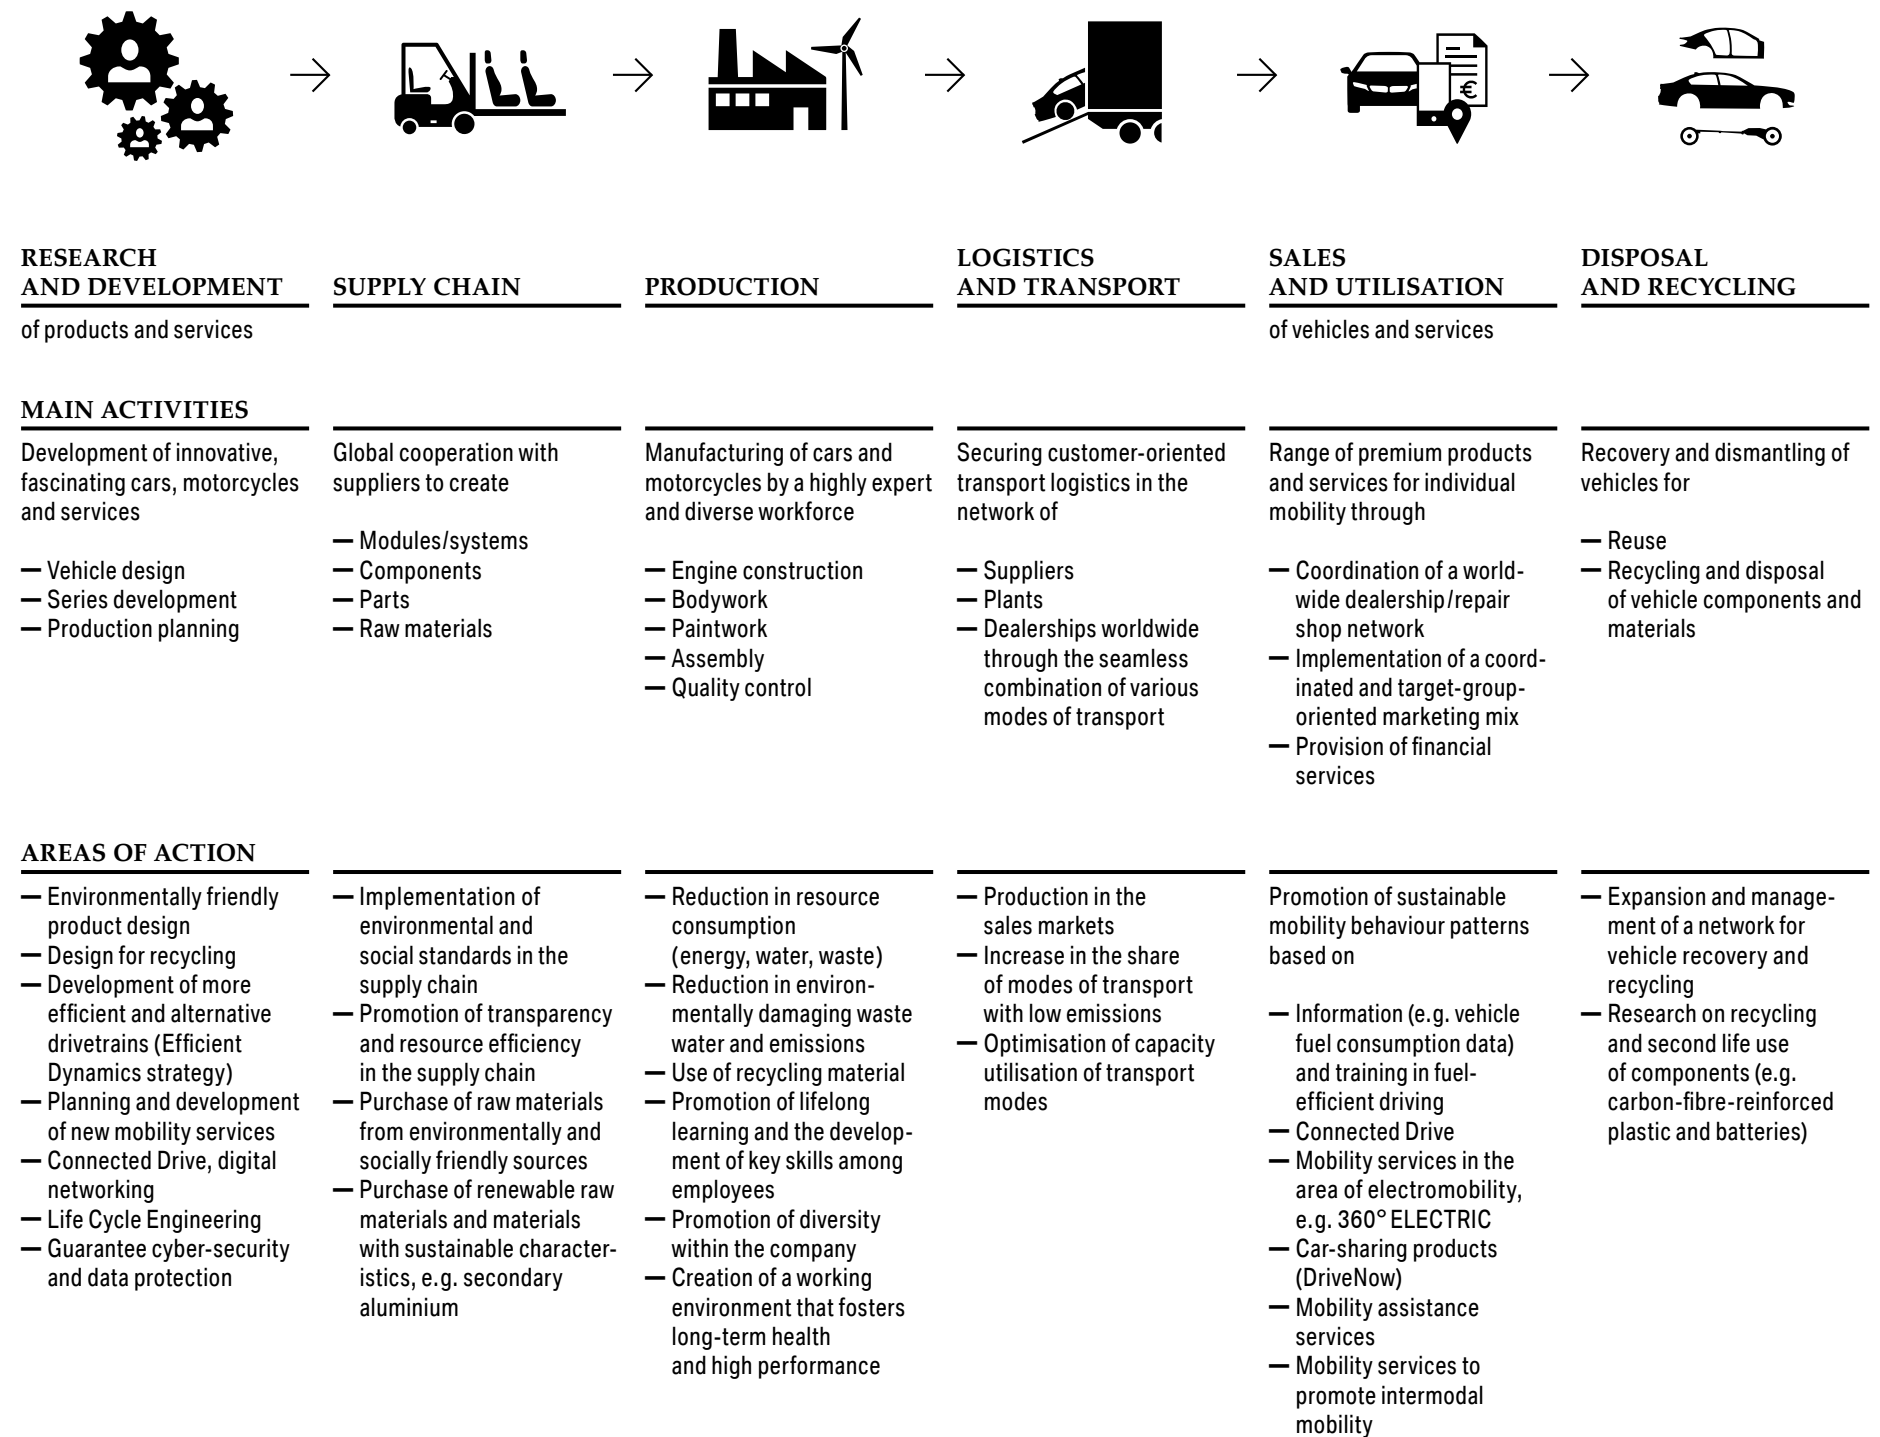 €
RESEARCH
AND DEVELOPMENT
of products and services
SUPPLY CHAIN
PRODUCTION
LOGISTICS
AND TRANSPORT
SALES
AND UTILISATION
of vehicles and services
DISPOSAL
AND RECYCLING
MAIN ACTIVITIES
Development of innovative,
fascinating cars, motorcycles
and services
— Vehicle design
— Series development
— Production planning
Global cooperation with
suppliers to create
— Modules/systems
— Components
— Parts
— Raw materials
Manufacturing of cars and
motorcycles by a highly expert
and diverse workforce
— Engine construction
— Bodywork
— Paintwork
— Assembly
— Quality control
Securing customer-oriented
transport logistics in the
network of
— Suppliers
— Plants
— Dealerships worldwide
through the seamless
combination of various
modes of transport
Range of premium products
and services for individual
mobility through
— Coordination of a world-
wide dealership/repair
shop network
— Implementation of a coord-
inated and target-group-
oriented marketing mix
— Provision of financial
services
Recovery and dismantling of
vehicles for
— Reuse
— Recycling and disposal
of vehicle components and
materials
AREAS OF ACTION
— Environmentally friendly
product design
— Design for recycling
— Development of more
efficient and alternative
drivetrains (Efficient
Dynamics strategy)
— Planning and development
of new mobility services
— Connected Drive, digital
networking
— Life Cycle Engineering
— Guarantee cyber-security
and data protection
— Implementation of
environmental and
social standards in the
supply chain
— Promotion of transparency
and resource efficiency
in the supply chain
— Purchase of raw materials
from environmentally and
socially friendly sources
— Purchase of renewable raw
materials and materials
with sustainable character-
istics, e.g. secondary
aluminium
— Reduction in resource
consumption
(energy, water, waste)
— Reduction in environ-
mentally damaging waste
water and emissions
— Use of recycling material
— Promotion of lifelong
learning and the develop-
ment of key skills among
employees
— Promotion of diversity
within the company
— Creation of a working
environment that fosters
long-term health
and high performance
— Production in the
sales markets
— Increase in the share
of modes of transport
with low emissions
— Optimisation of capacity
utilisation of transport
modes
Promotion of sustainable
mobility behaviour patterns
based on
— Information (e.g. vehicle
fuel consumption data)
and training in fuel-
efficient driving
— Connected Drive
— Mobility services in the
area of electromobility,
e.g. 360° ELECTRIC
— Car-sharing products
(DriveNow)
— Mobility assistance
services
— Mobility services to
promote intermodal
mobility
— Expansion and manage-
ment of a network for
vehicle recovery and
recycling
— Research on recycling
and second life use
of components (e.g.
carbon-fibre-reinforced
plastic and batteries)